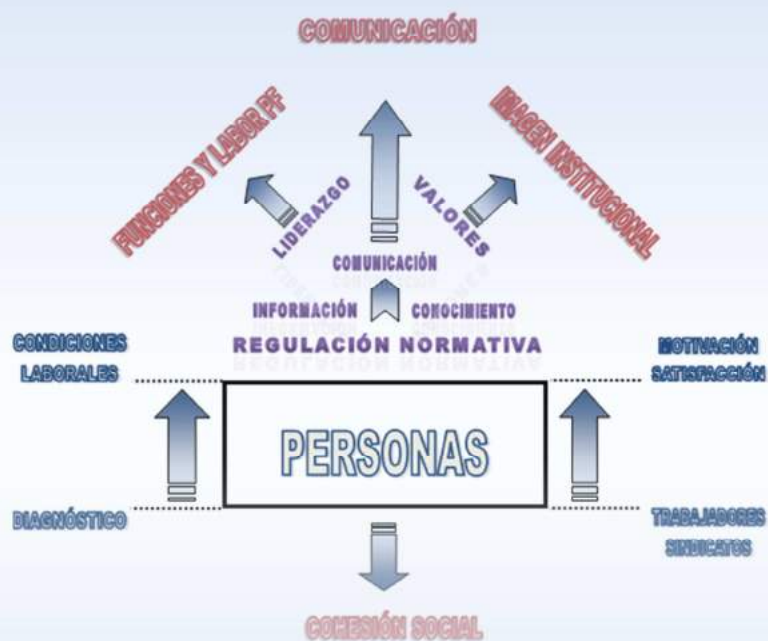 COMUNICACIÓN
FUNCIONES Y LABOR PF
IMAGEN INSTITUCIONAL
LIDERAZGO
VALORES
COMUNICACIÓN
INFORMACIÓN
CONOCIMIENTO
REGULACIÓN NORMATIVA
CONDICIONES
LABORALES
MOTIVACIÓN
SATISFACCIÓN
PERSONAS
DIAGNÓSTICO
TRABAJADORES
SINDICATOS
COHESIÓN SOCIAL